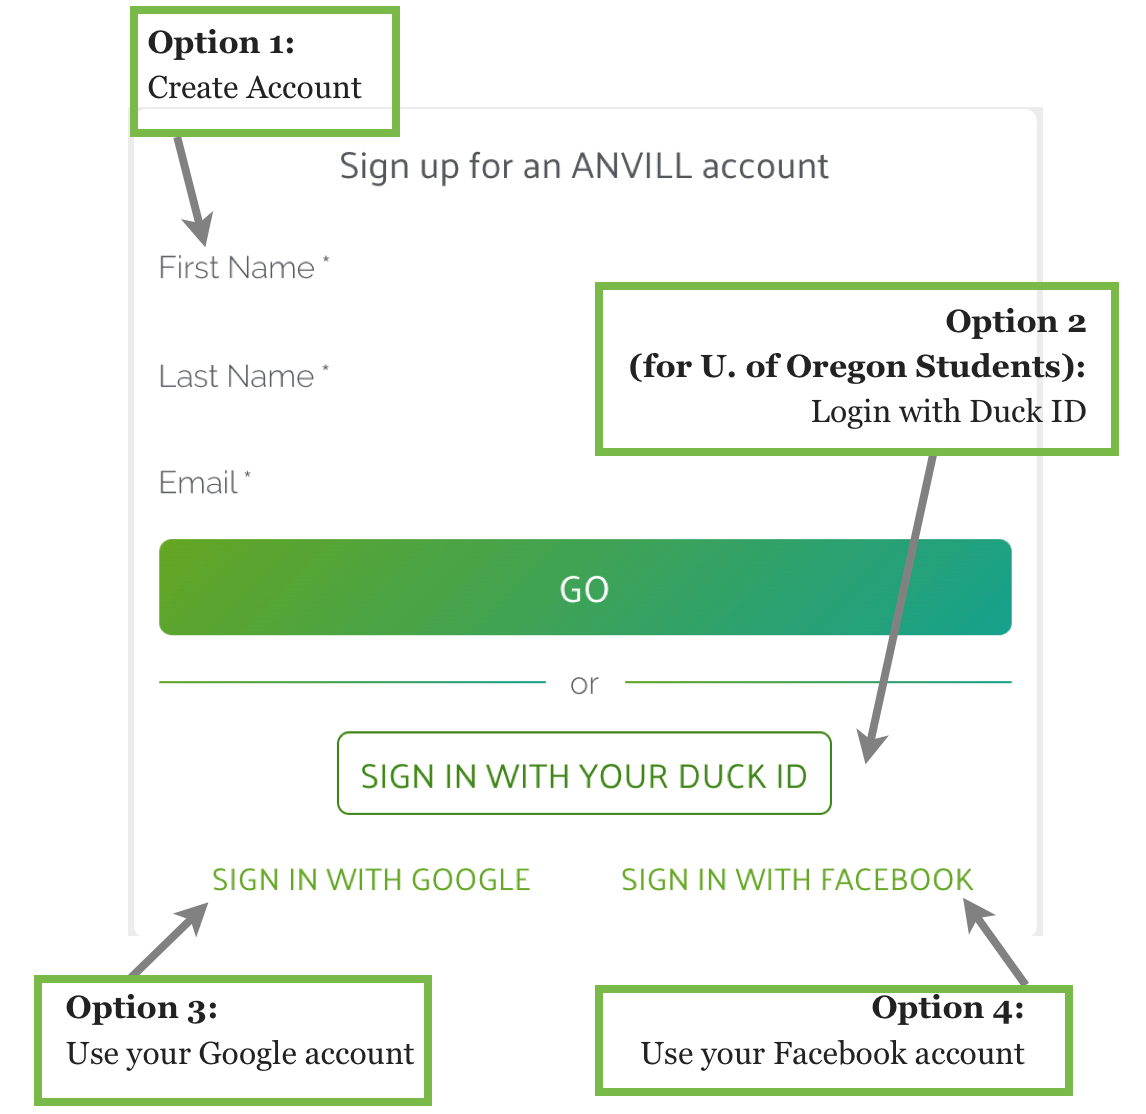 Option 1:
Create Account
Sign up for an ANVILL account
First Name *
Option 2
(for U. of Oregon Students):
Login with Duck ID
Last Name *
Email *
GO
or
SIGN IN WITH YOUR DUCK ID
SIGN IN WITH GOOGLE
SIGN IN WITH FACEBOOK
Option 3:
Use your Google account
Option 4:
Use your Facebook account